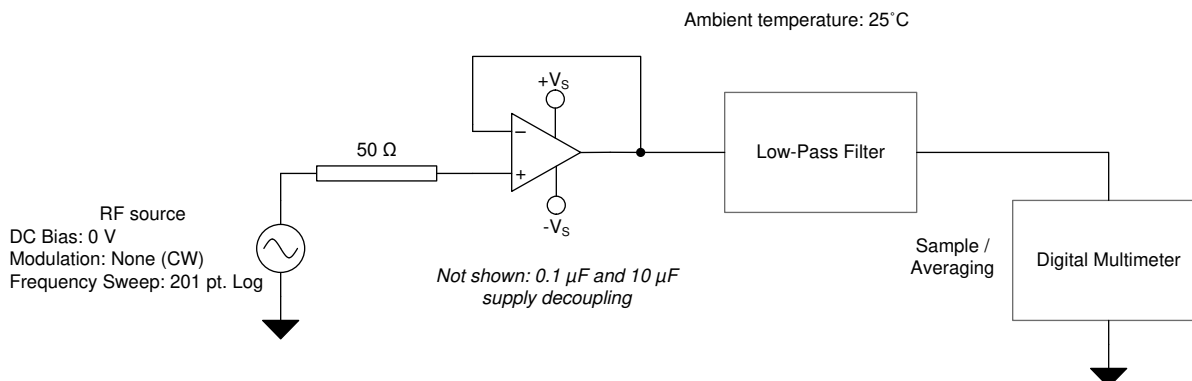 Ambient temperature: 25˚C
+VS
−
50 Ω
+
Low-Pass Filter
-VS
RF source
DC Bias: 0 V
Modulation: None (CW)
Frequency Sweep: 201 pt. Log
Not shown: 0.1 µF and 10 µF
supply decoupling
Sample /
Averaging
Digital Multimeter